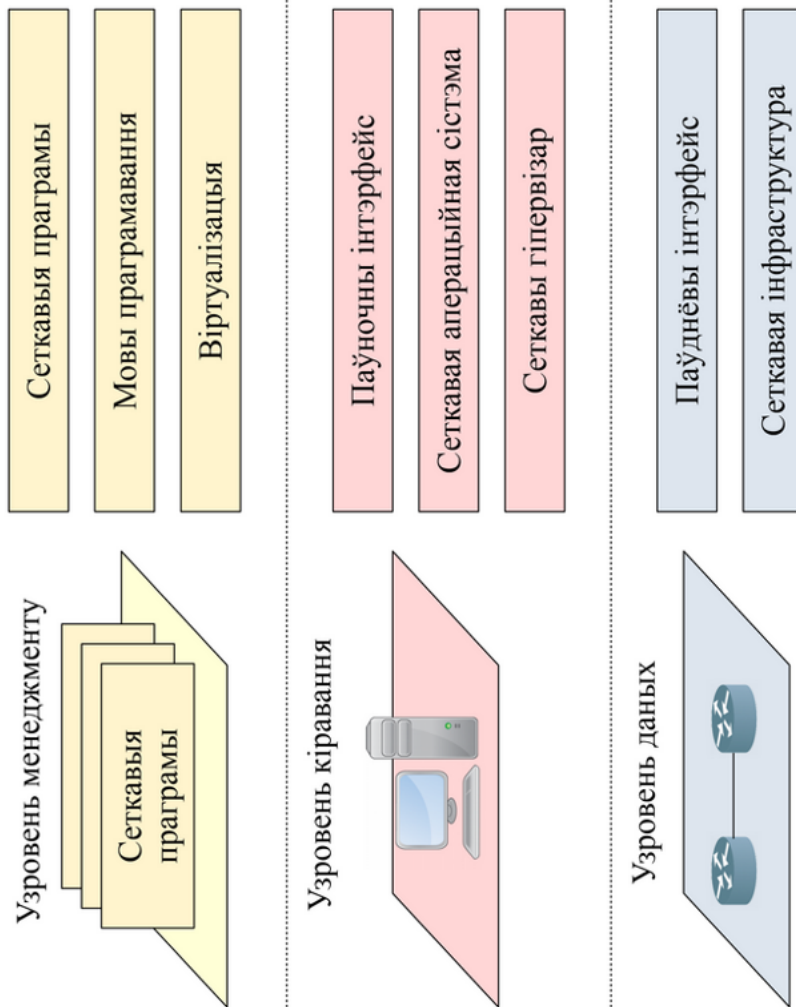 Узровень менеджменту
Сеткавыя
праграмы
Сеткавыя праграмы
Мовы праграмавання
Віртуалізацыя
Узровень кіравання
Паўночны інтэрфейс
Сеткавая аперацыйная сістэма
Сеткавы гіпервізар
Узровень даных
Паўднёвы інтэрфейс
Сеткавая інфраструктура